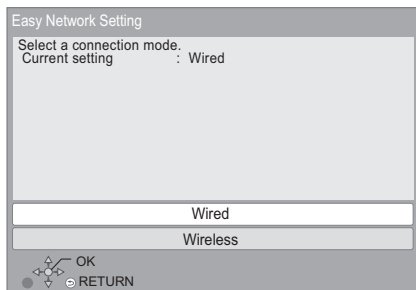 Easy Network Setting
Select a connection mode.
Current setting : Wired
Wired
Wireless
OK
RETURN